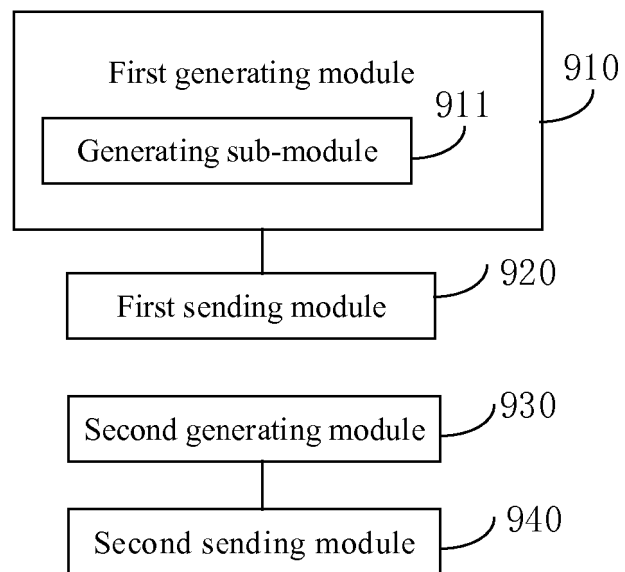 First generating module
910
911
Generating sub-module
920
First sending module
930
Second generating module
940
Second sending module